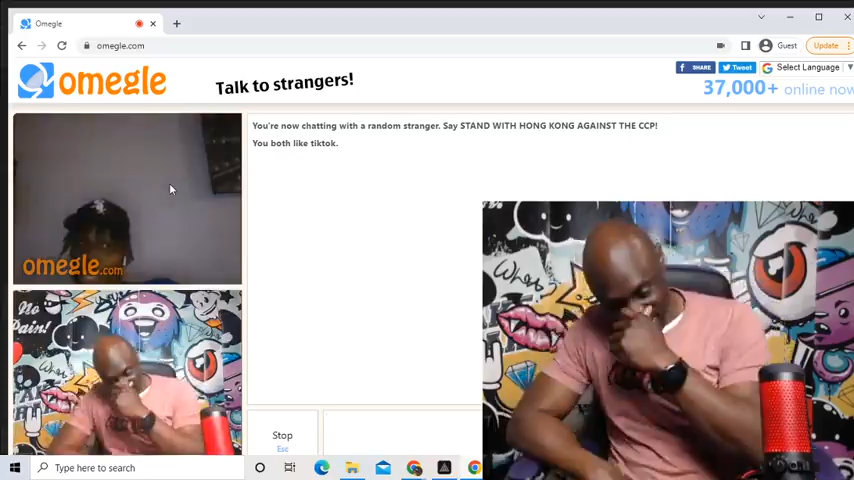 Omegle
omegle.com
Guest
Update
omegle
Talk to strangers!
SHARE
Tweet
Select Language
37,000+ online now
You're now chatting with a random stranger. Say STAND WITH HONG KONG AGAINST THE CCP!
You both like tiktok.
omegle.com
No
Pain!
Stop
Esc
Type here to search